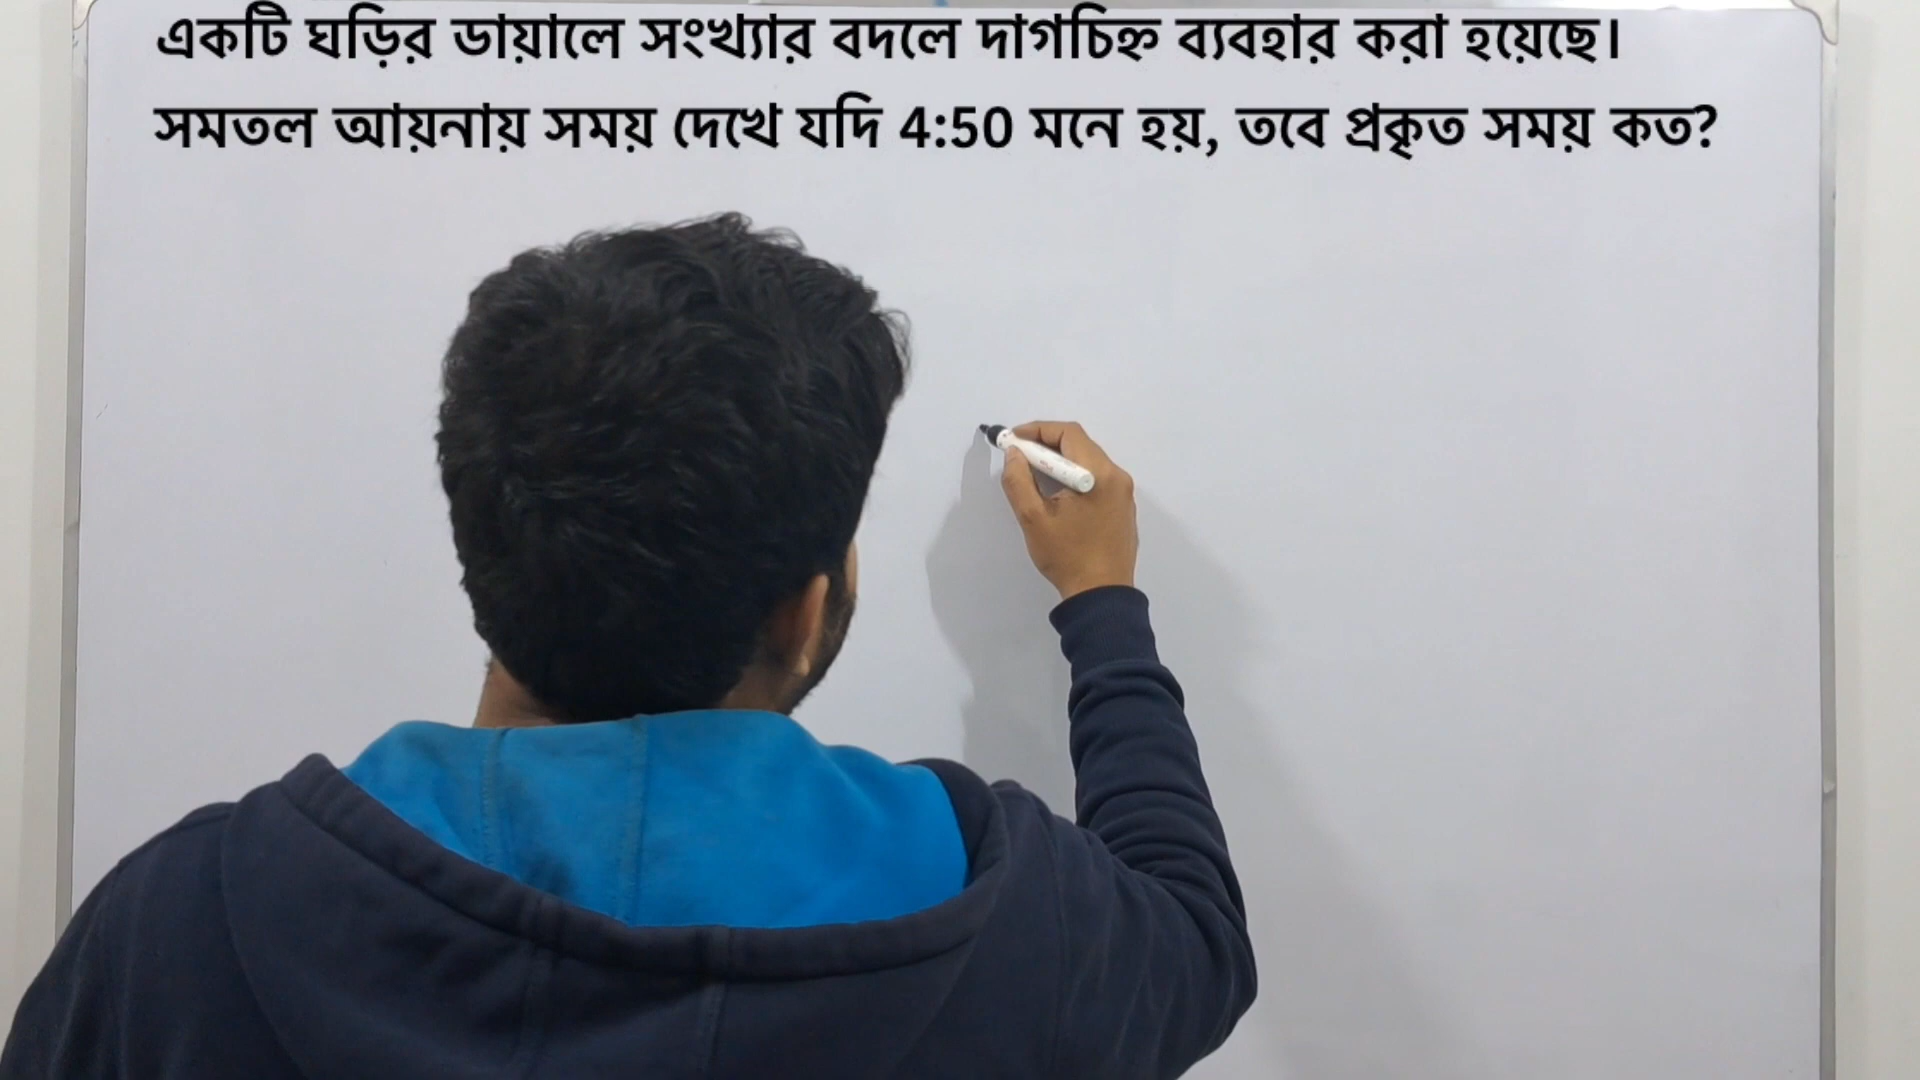 একটি ঘড়ির ডায়ালে সংখ্যার বদলে দাগচিহ্ন ব্যবহার করা হয়েছে।
সমতল আয়নায় সময় দেখে যদি 4:50 মনে হয়, তবে প্রকৃত সময় কত?